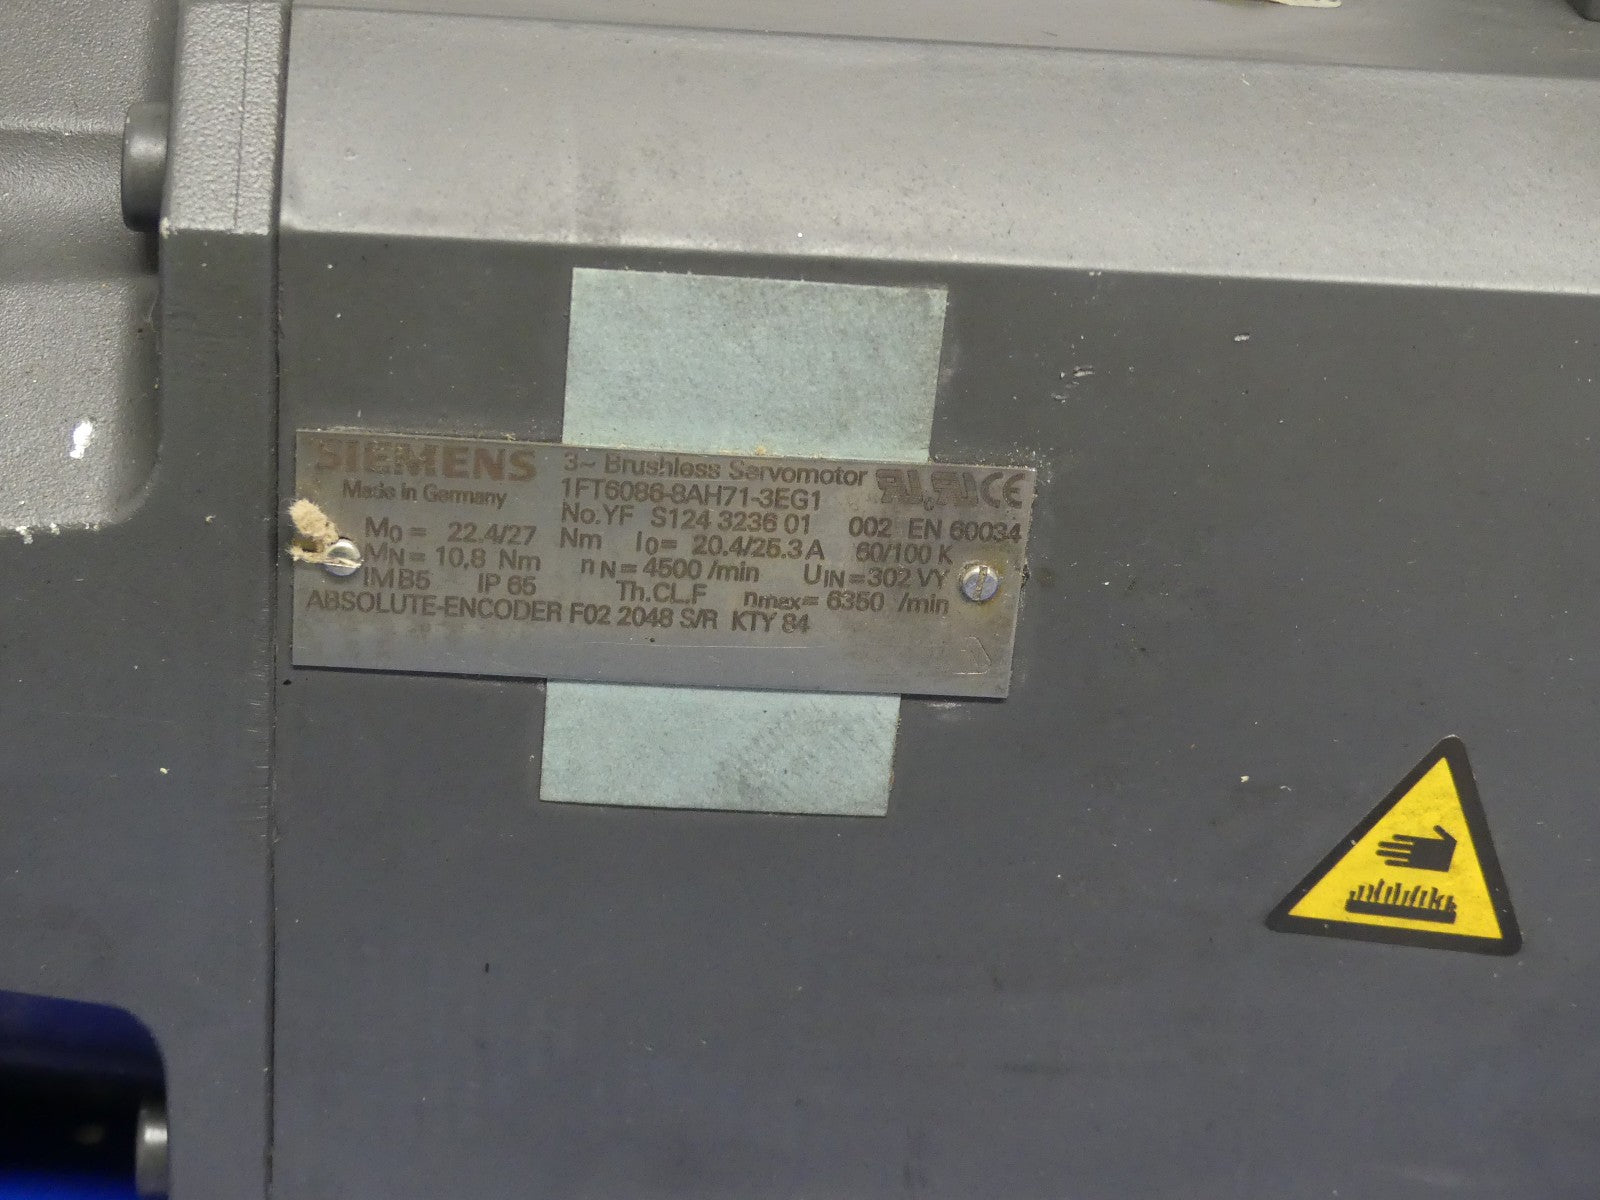 SIEMENS 3~ Brushless Servomotor
Made in Germany 1FT6086-8AH71-3EG1
No.YF S124 3236 01 002 EN 60034
M0 = 22.4/27 Nm I0= 20.4/25.3 A 60/100 K
MN = 10,8 Nm nN = 4500 /min UIN =302 VY
IM B5 IP 65 Th.CL.F nmax= 6350 /min
ABSOLUTE-ENCODER F02 2048 S/R KTY 84